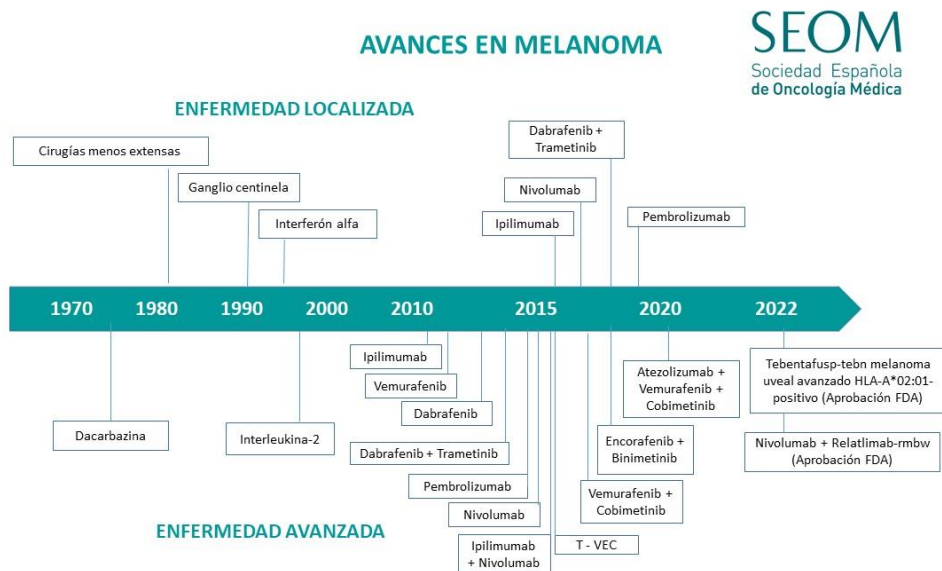 AVANCES EN MELANOMA
SEOM
Sociedad Española
de Oncología Médica
ENFERMEDAD LOCALIZADA
Cirugías menos extensas
Ganglio centinela
Interferón alfa
Dabrafenib +
Trametinib
Nivolumab
Ipilimumab
Pembrolizumab
1970 1980 1990 2000 2010 2015 2020 2022
Dacarbazina
Interleukina-2
Ipilimumab
Vemurafenib
Dabrafenib
Dabrafenib + Trametinib
Pembrolizumab
Nivolumab
Ipilimumab
+ Nivolumab
T - VEC
Vemurafenib +
Cobimetinib
Encorafenib +
Binimetinib
Atezolizumab +
Vemurafenib +
Cobimetinib
Tebentafusp-tebn melanoma
uveal avanzado HLA-A*02:01-
positivo (Aprobación FDA)
Nivolumab + Relatlimab-rmbw
(Aprobación FDA)
ENFERMEDAD AVANZADA